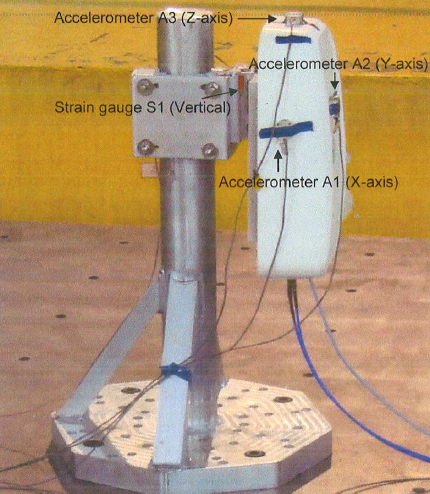 Accelerometer A3 (Z-axis)
Accelerometer A2 (Y-axis)
Strain gauge S1 (Vertical)
Accelerometer A1 (X-axis)